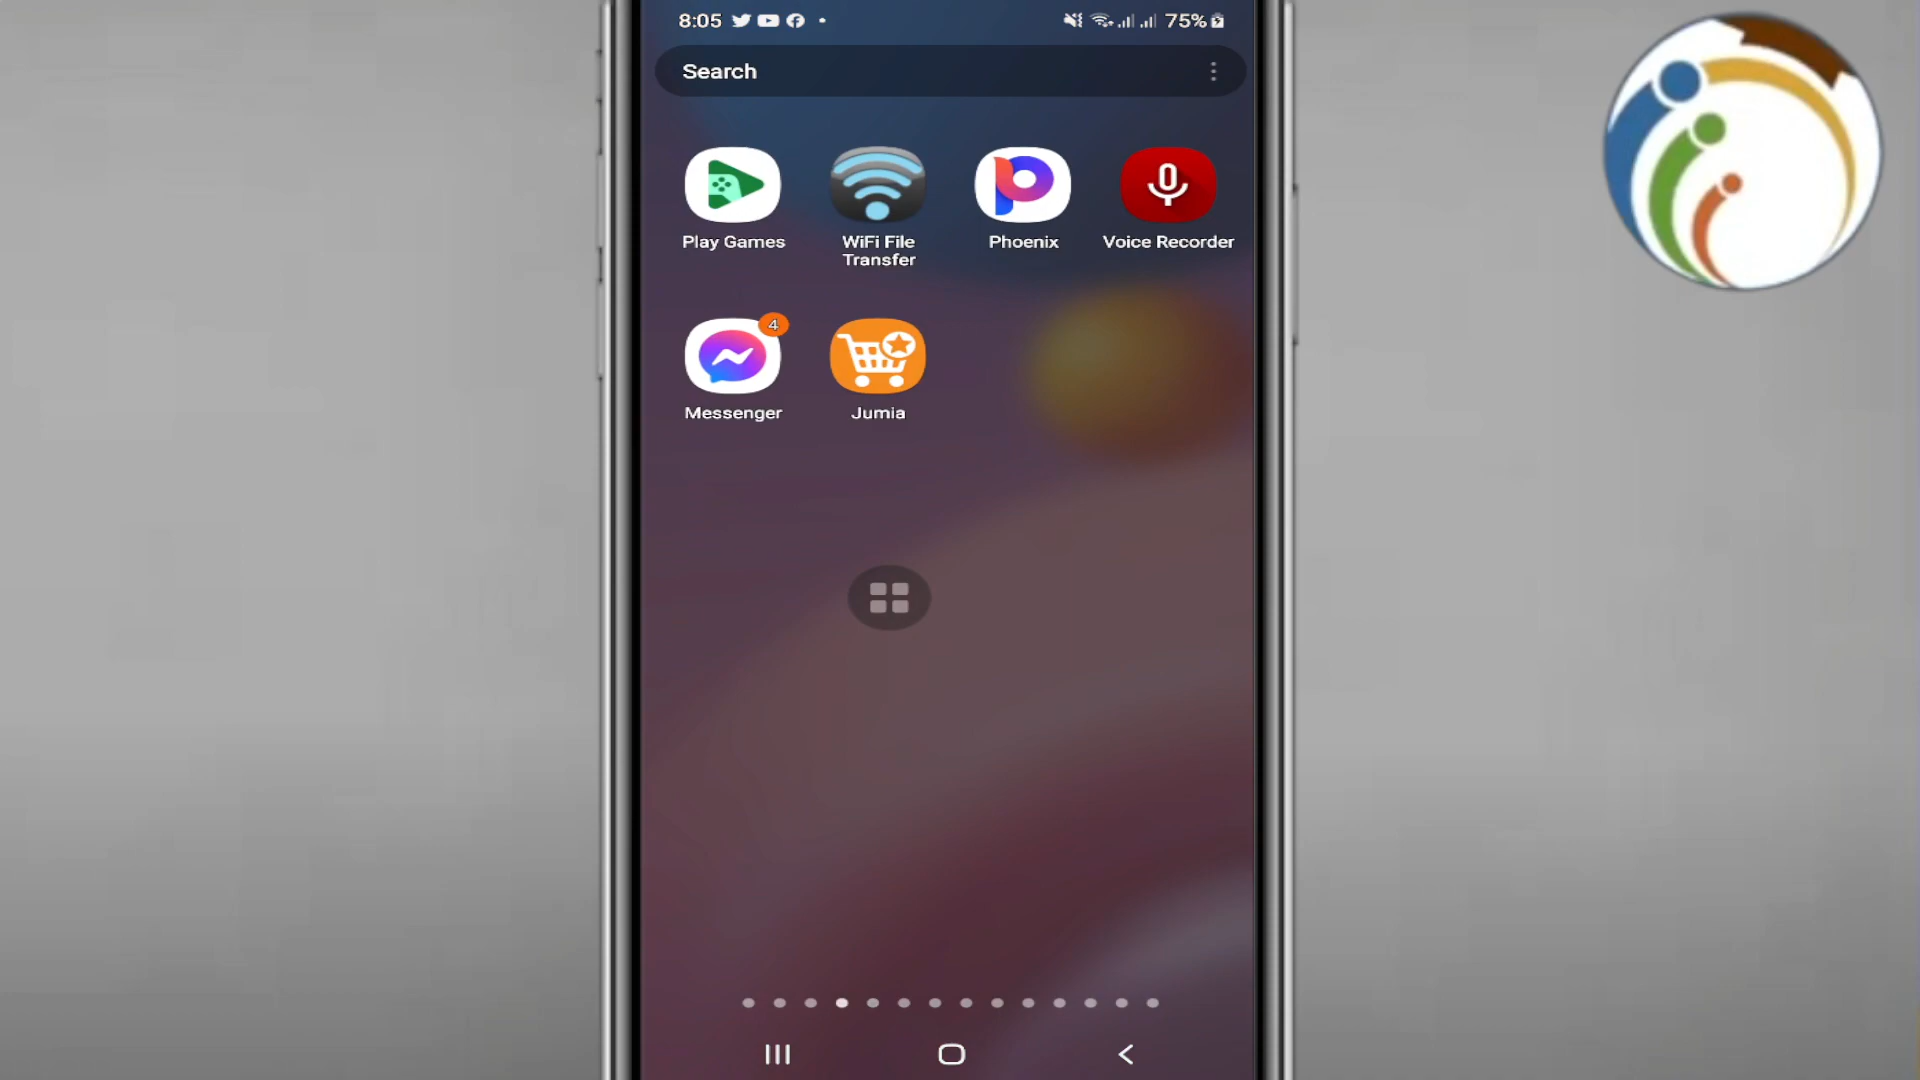 8:05
75%
Search
Play Games
WiFi File
Transfer
Phoenix
Voice Recorder
4
Messenger
Jumia